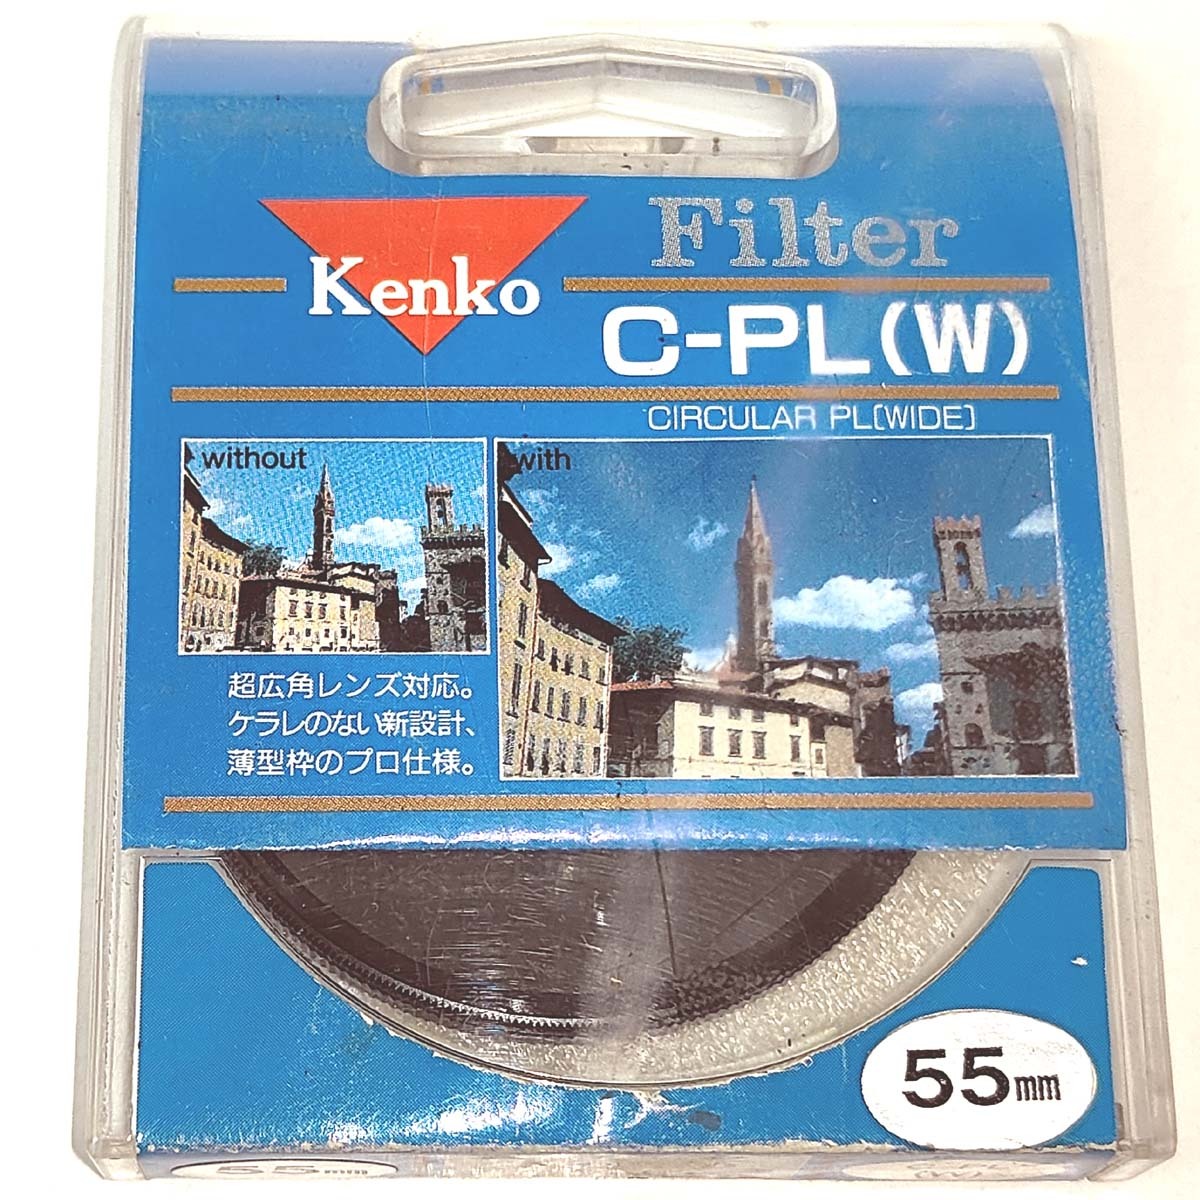 Filter
Kenko
C-PL(W)
CIRCULAR PL[WIDE]
without
with
超広角レンズ対応。
ケラレのない新設計、
薄型枠のプロ仕様。
55mm
55mm